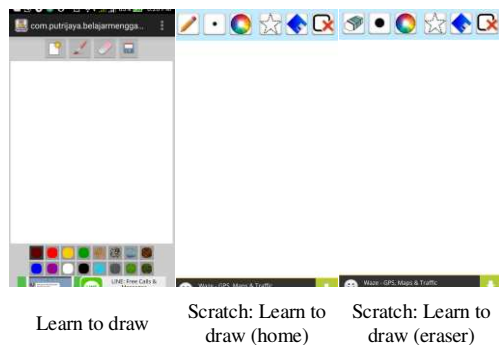 com.putrijaya.belajarmengga...
LINE: Free Calls &
Waze - GPS, Maps & Traffic
Waze - GPS, Maps & Traffic
Learn to draw
Scratch: Learn to
draw (home)
Scratch: Learn to
draw (eraser)